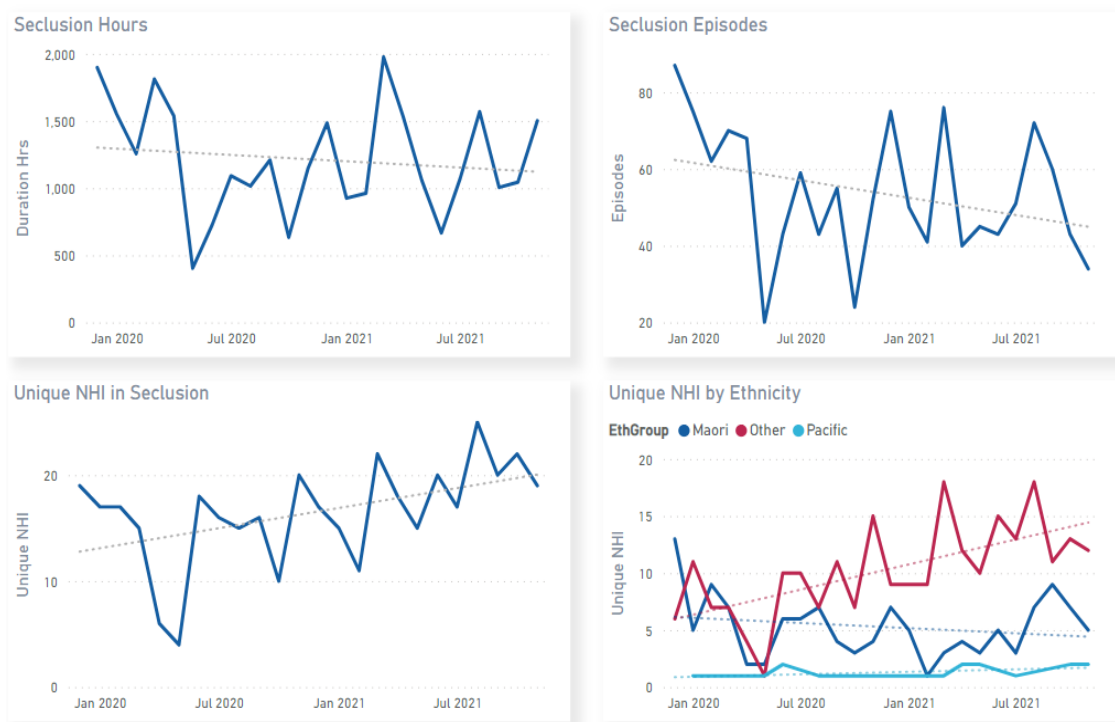 Seclusion Hours
2,000
1,500
1,000
500
0
Duration Hrs
Jan 2020 Jul 2020 Jan 2021 Jul 2021
Seclusion Episodes
80
60
40
20
Episodes
Jan 2020 Jul 2020 Jan 2021 Jul 2021
Unique NHI in Seclusion
20
10
0
Unique NHI
Jan 2020 Jul 2020 Jan 2021 Jul 2021
Unique NHI by Ethnicity
EthGroup Maori Other Pacific
20
15
10
5
0
Unique NHI
Jan 2020 Jul 2020 Jan 2021 Jul 2021